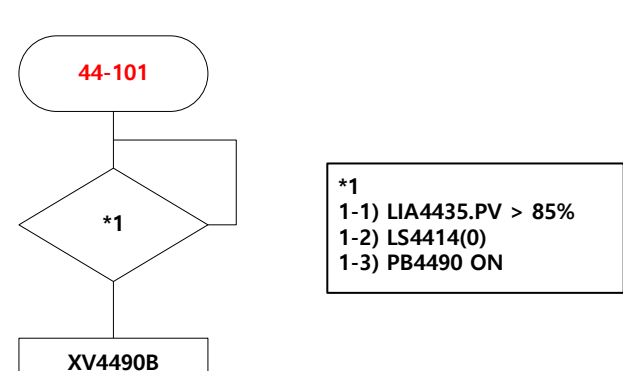 44-101
*1
*1
1-1) LIA4435.PV > 85%
1-2) LS4414(0)
1-3) PB4490 ON
XV4490B